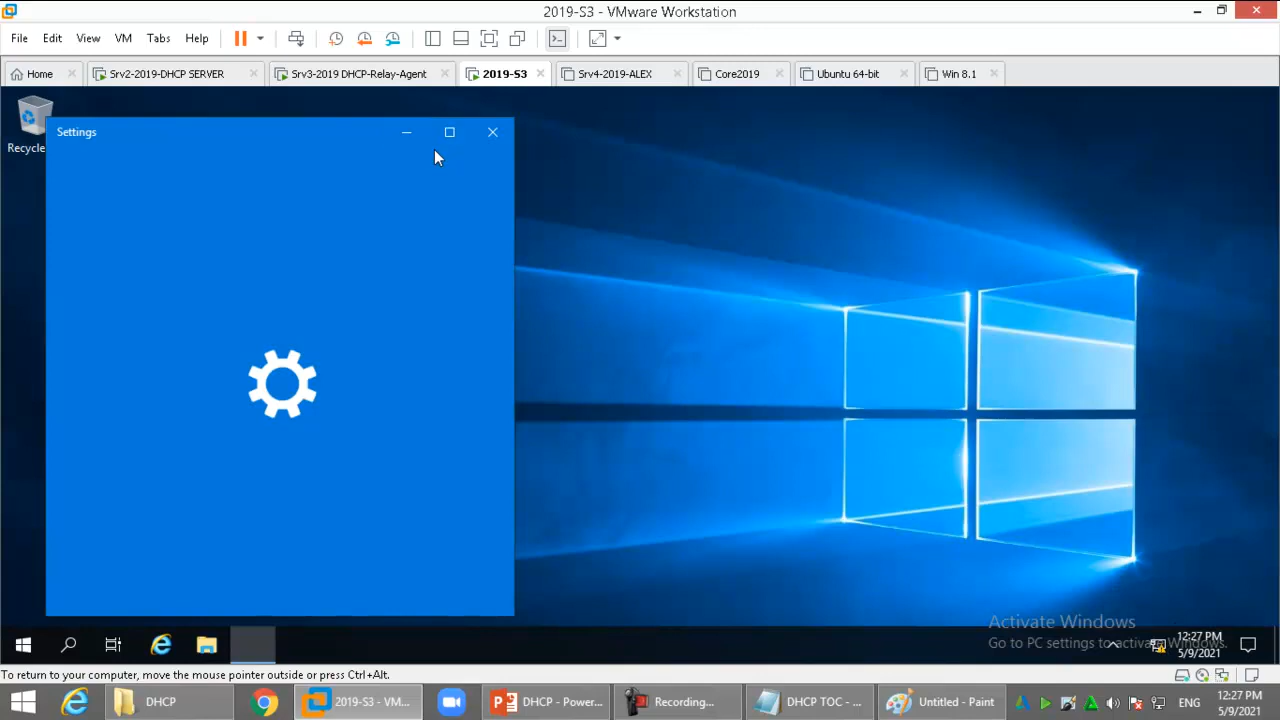 2019-S3 - VMware Workstation
File Edit View VM Tabs Help
Home Srv2-2019-DHCP SERVER Srv3-2019 DHCP-Relay-Agent 2019-S3 Srv4-2019-ALEX Core2019 Ubuntu 64-bit Win 8.1
Recycle
Settings
Activate Windows
Go to PC settings to activate Windows.
12:27 PM
5/9/2021
To return to your computer, move the mouse pointer outside or press Ctrl+Alt.
DHCP 2019-S3 - VM... DHCP - Power... Recording... DHCP TOC - ... Untitled - Paint ENG 12:27 PM
5/9/2021